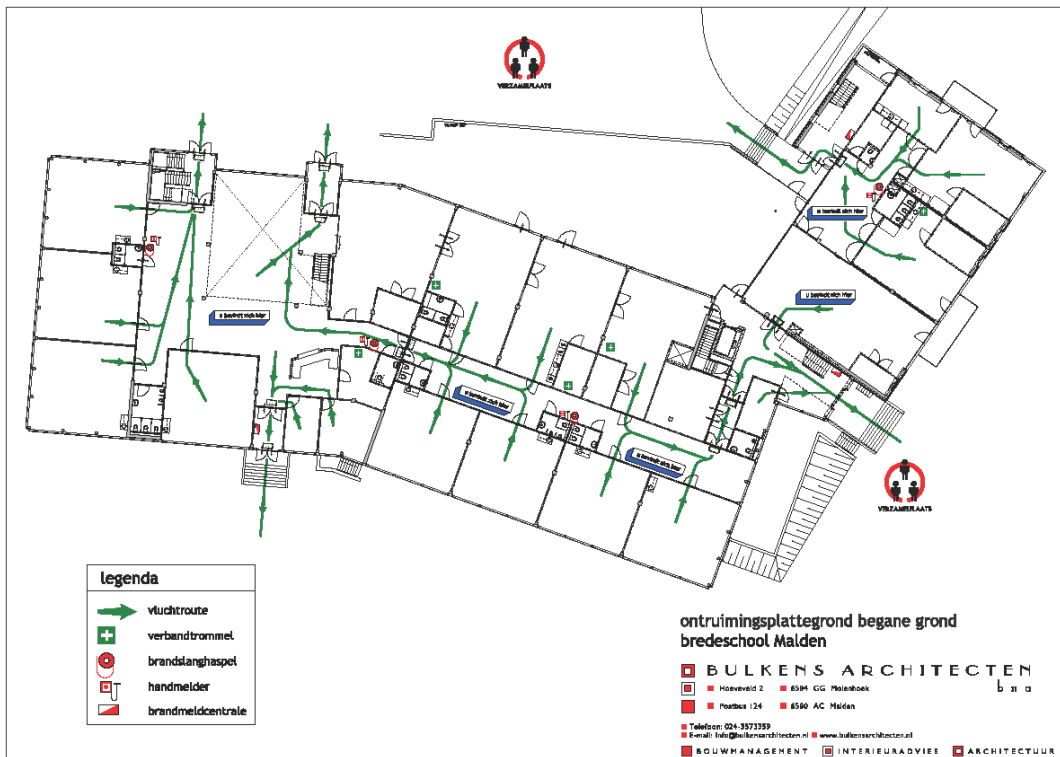 VERZAMELPLAATS
u bevindt zich hier
u bevindt zich hier
u bevindt zich hier
u bevindt zich hier
u bevindt zich hier
VERZAMELPLAATS
legenda
vluchtroute
verbandtrommel
brandslanghaspel
handmelder
brandmeldcentrale
ontruimingsplattegrond begane grond
bredeschool Malden
BULKENS ARCHITECTEN
bna
Hoeveveld 2 6584 GG Molenhoek
Postbus 124 6580 AC Malden
Telefoon: 024-3573359
E-mail: info@bulkensarchitecten.nl www.bulkensarchitecten.nl
BOUWMANAGEMENT INTERIEURADVIES ARCHITECTUUR